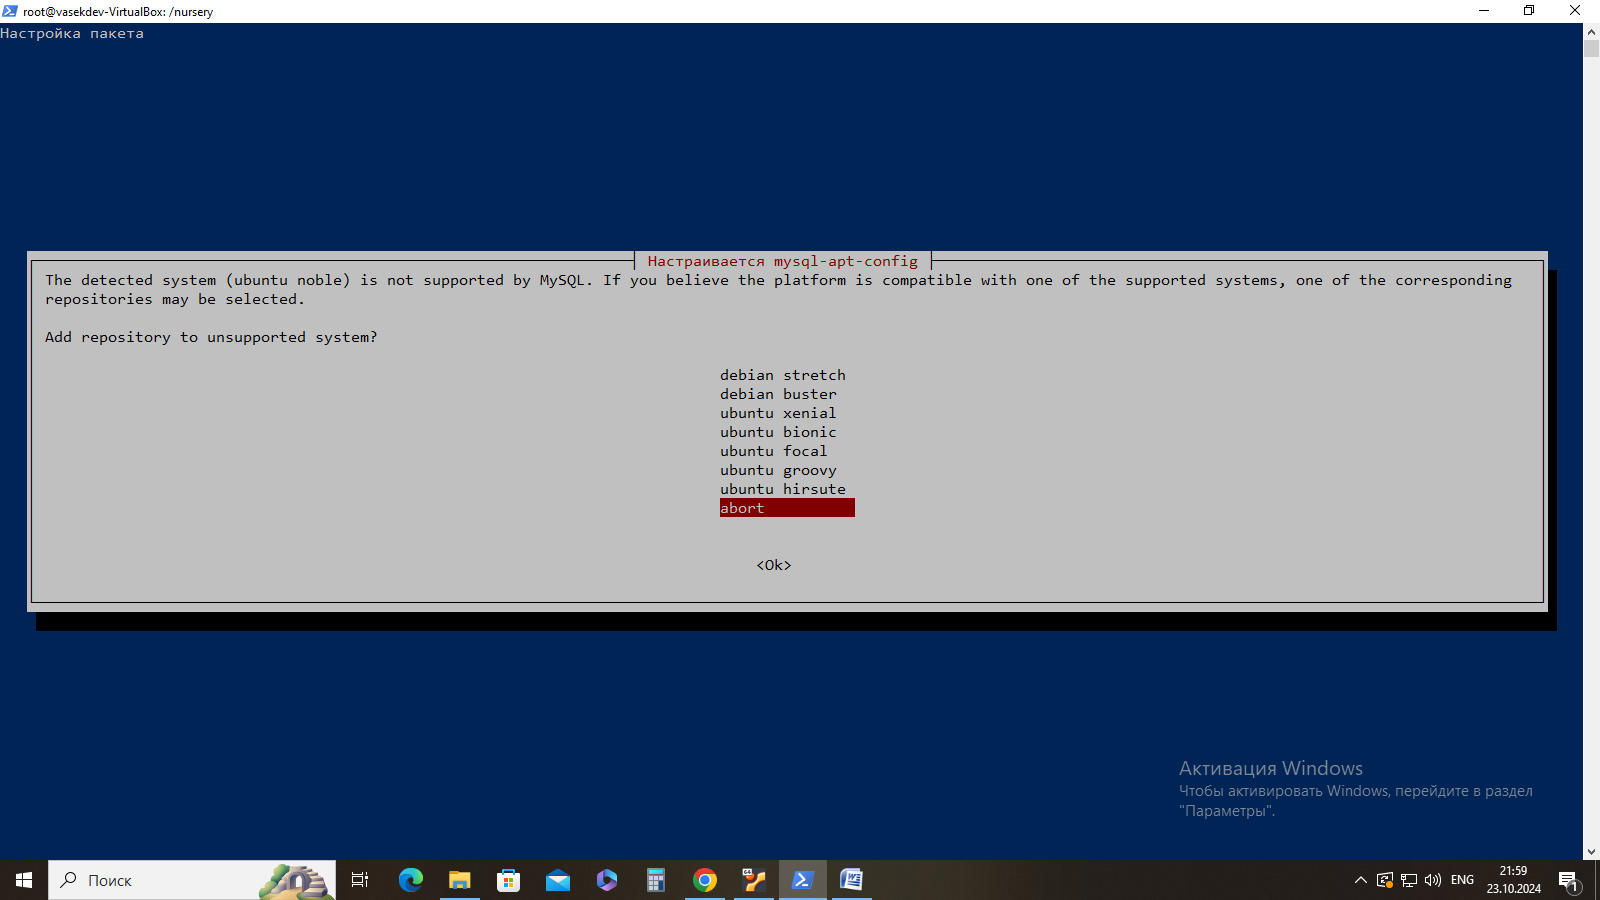 root@vasekdev-VirtualBox: /nursery
Настройка пакета
Настраивается mysql-apt-config
The detected system (ubuntu noble) is not supported by MySQL. If you believe the platform is compatible with one of the supported systems, one of the corresponding
repositories may be selected.
Add repository to unsupported system?
debian stretch
debian buster
ubuntu xenial
ubuntu bionic
ubuntu focal
ubuntu groovy
ubuntu hirsute
abort
<Ok>
Активация Windows
Чтобы активировать Windows, перейдите в раздел
"Параметры".
Поиск
64
ENG
21:59
23.10.2024
1